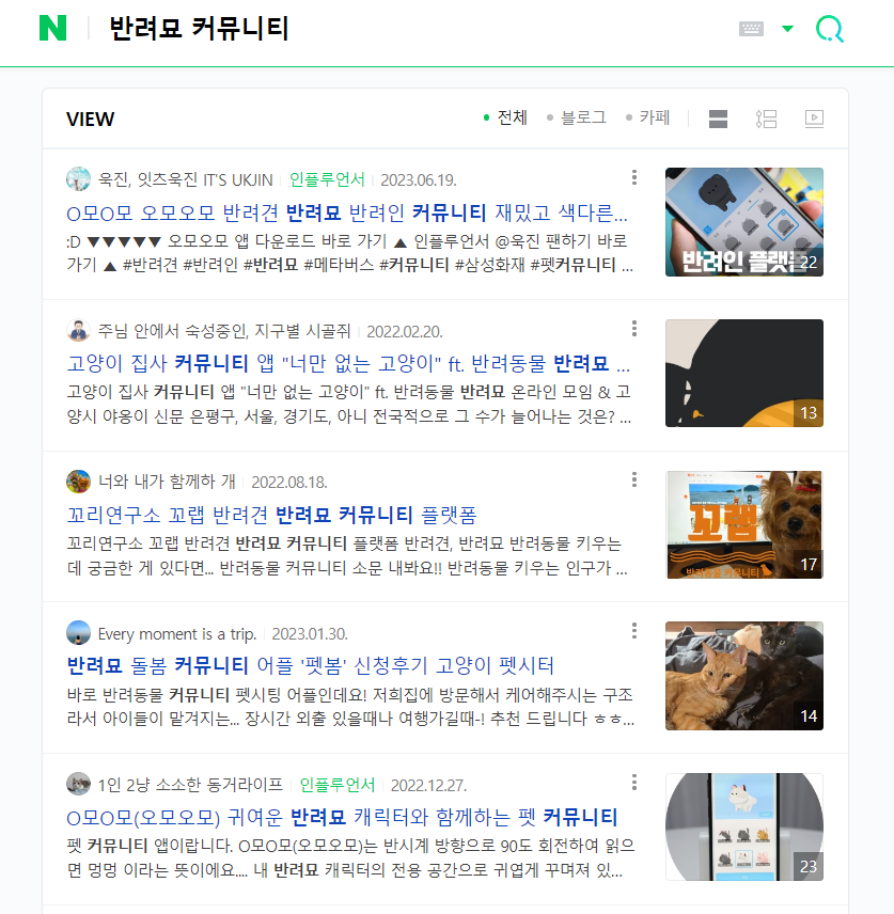 N 반려묘 커뮤니티
VIEW
전체 블로그 카페
욱진, 잇츠욱진 IT'S UKJIN 인플루언서 2023.06.19.
O모O모 오모오모 반려견 반려묘 반려인 커뮤니티 재밌고 색다른...
:D ▼▼▼▼▼ 오모오모 앱 다운로드 바로 가기 ▲ 인플루언서 @욱진 팬하기 바로
가기 ▲ #반려견 #반려인 #반려묘 #메타버스 #커뮤니티 #삼성화재 #펫커뮤니티 ...
반려인 플랫
22
주님 안에서 숙성중인, 지구별 시골쥐 2022.02.20.
고양이 집사 커뮤니티 앱 "너만 없는 고양이" ft. 반려동물 반려묘 ...
고양이 집사 커뮤니티 앱 "너만 없는 고양이" ft. 반려동물 반려묘 온라인 모임 & 고
양시 야옹이 신문 은평구, 서울, 경기도, 아니 전국적으로 그 수가 늘어나는 것은? ...
13
너와 내가 함께하 개 2022.08.18.
꼬리연구소 꼬랩 반려견 반려묘 커뮤니티 플랫폼
꼬리연구소 꼬랩 반려견 반려묘 커뮤니티 플랫폼 반려견, 반려묘 반려동물 키우는
데 궁금한 게 있다면... 반려동물 커뮤니티 소문 내봐요!! 반려동물 키우는 인구가 ...
꼬랩
17
Every moment is a trip. 2023.01.30.
반려묘 돌봄 커뮤니티 어플 '펫봄' 신청후기 고양이 펫시터
바로 반려동물 커뮤니티 펫시팅 어플인데요! 저희집에 방문해서 케어해주시는 구조
라서 아이들이 맡겨지는... 장시간 외출 있을때나 여행가길때-! 추천 드립니다 ㅎㅎ...
14
1인 2냥 소소한 동거라이프 인플루언서 2022.12.27.
O모O모(오모오모) 귀여운 반려묘 캐릭터와 함께하는 펫 커뮤니티
펫 커뮤니티 앱이랍니다. O모O모(오모오모)는 반시계 방향으로 90도 회전하여 읽으
면 멍멍 이라는 뜻이에요.... 내 반려묘 캐릭터의 전용 공간으로 귀엽게 꾸며져 있...
23